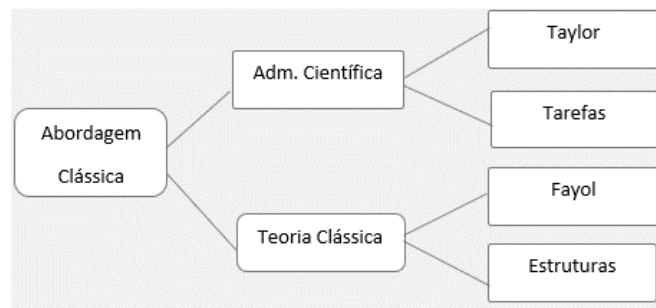 Abordagem
Clássica
Adm. Científica
Taylor
Tarefas
Teoria Clássica
Fayol
Estruturas